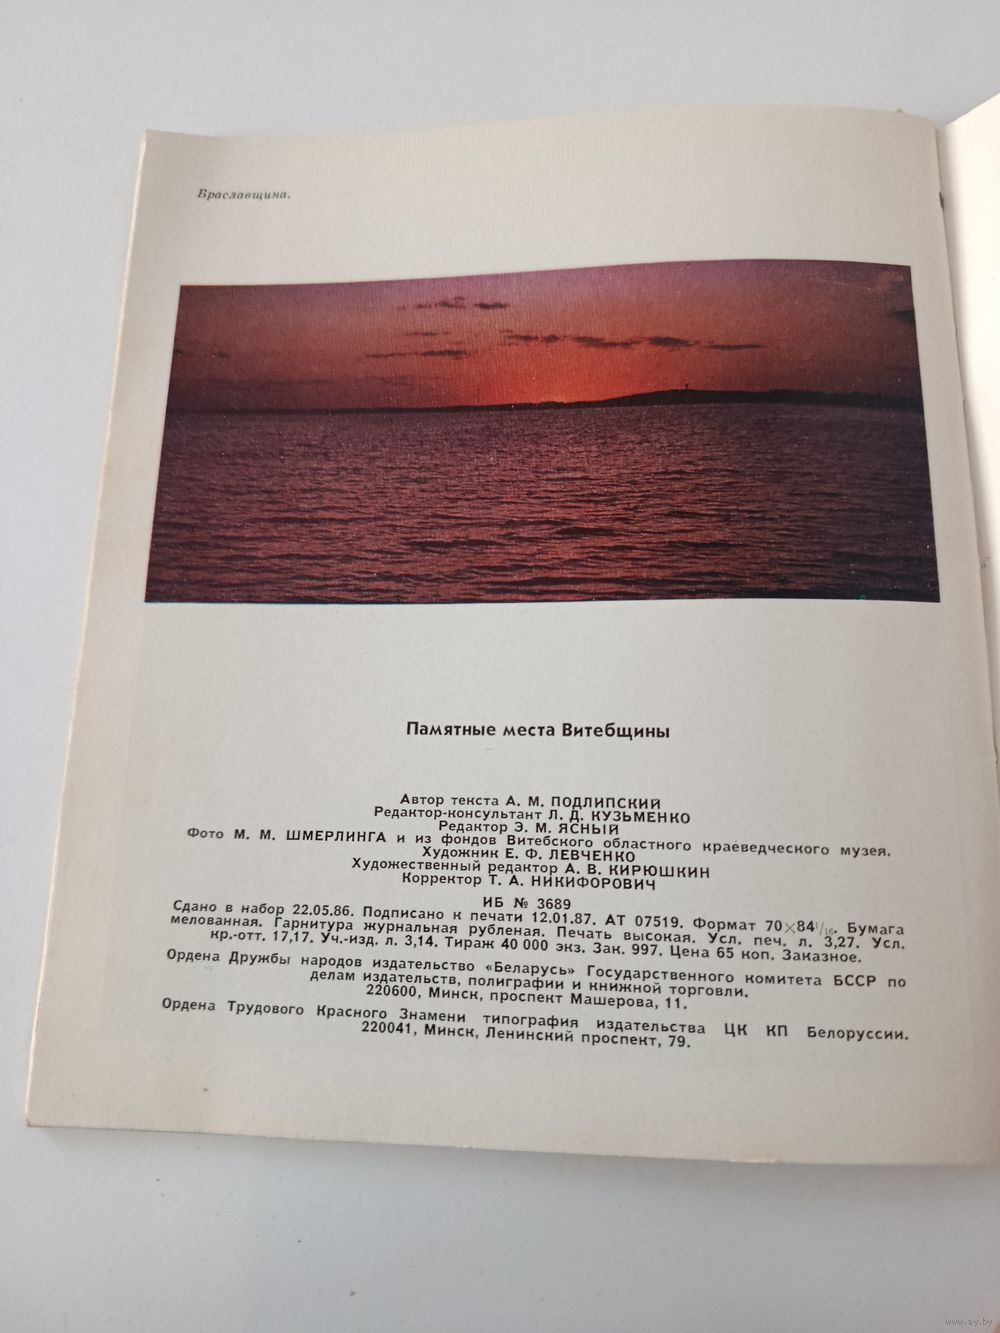 Браславщина.
Памятные места Витебщины
Автор текста А. М. ПОДЛИПСКИЙ
Редактор-консультант Л. Д. КУЗЬМЕНКО
Редактор Э. М. ЯСНЫЙ
Фото М. М. ШМЕРЛИНГА и из фондов Витебского областного краеведческого музея.
Художник Е. Ф. ЛЕВЧЕНКО
Художественный редактор А. В. КИРЮШКИН
Корректор Т. А. НИКИФОРОВИЧ
ИБ № 3689
Сдано в набор 22.05.86. Подписано к печати 12.01.87. АТ 07519. Формат 70×84¹/₁₆. Бумага
мелованная. Гарнитура журнальная рубленая. Печать высокая. Усл. печ. л. 3,27. Усл.
кр.-отт. 17,17. Уч.-изд. л. 3,14. Тираж 40 000 экз. Зак. 997. Цена 65 коп. Заказное.
Ордена Дружбы народов издательство «Беларусь» Государственного комитета БССР по
делам издательств, полиграфии и книжной торговли.
220600, Минск, проспект Машерова, 11.
Ордена Трудового Красного Знамени типография издательства ЦК КП Белоруссии.
220041, Минск, Ленинский проспект, 79.
www.ay.by